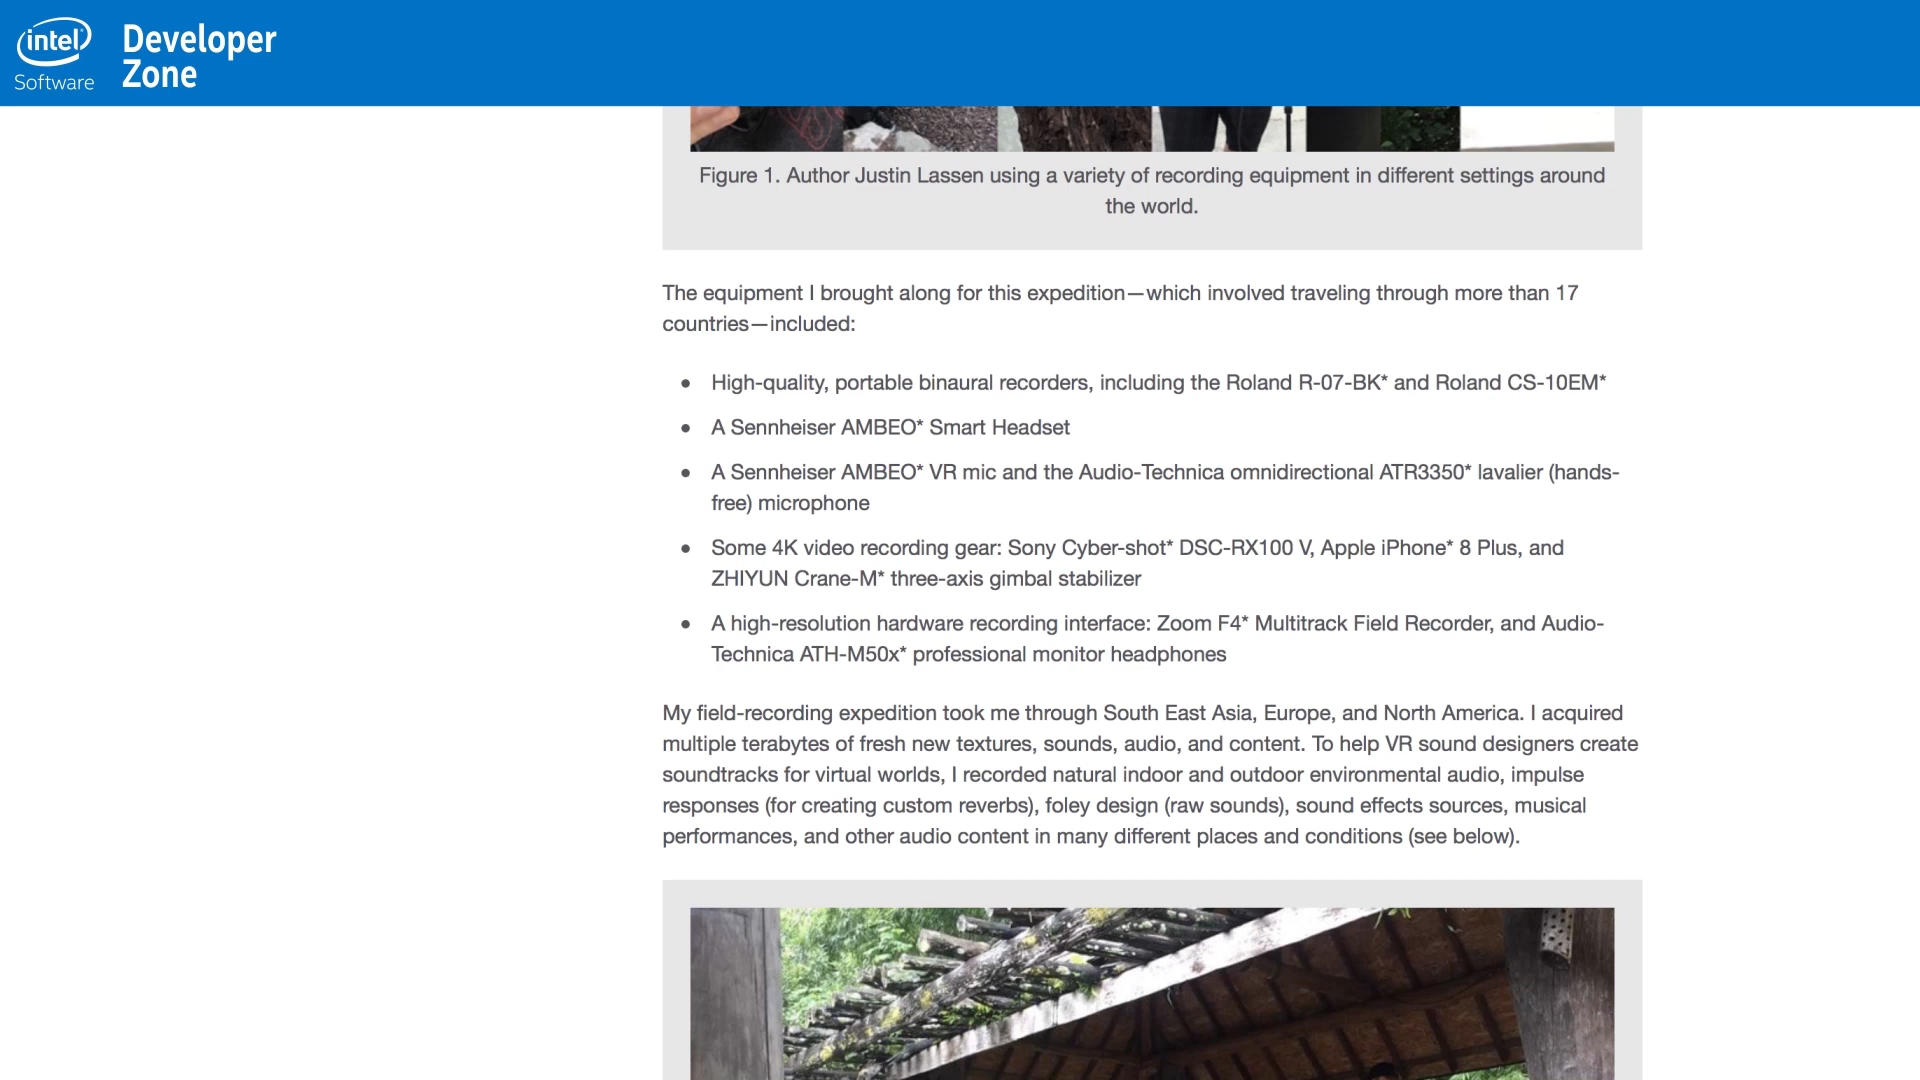 intel
Software
Developer
Zone
Figure 1. Author Justin Lassen using a variety of recording equipment in different settings around
the world.
The equipment I brought along for this expedition—which involved traveling through more than 17
countries—included:
● High-quality, portable binaural recorders, including the Roland R-07-BK* and Roland CS-10EM*
● A Sennheiser AMBEO* Smart Headset
● A Sennheiser AMBEO* VR mic and the Audio-Technica omnidirectional ATR3350* lavalier (hands-
free) microphone
● Some 4K video recording gear: Sony Cyber-shot* DSC-RX100 V, Apple iPhone* 8 Plus, and
ZHIYUN Crane-M* three-axis gimbal stabilizer
● A high-resolution hardware recording interface: Zoom F4* Multitrack Field Recorder, and Audio-
Technica ATH-M50x* professional monitor headphones
My field-recording expedition took me through South East Asia, Europe, and North America. I acquired
multiple terabytes of fresh new textures, sounds, audio, and content. To help VR sound designers create
soundtracks for virtual worlds, I recorded natural indoor and outdoor environmental audio, impulse
responses (for creating custom reverbs), foley design (raw sounds), sound effects sources, musical
performances, and other audio content in many different places and conditions (see below).